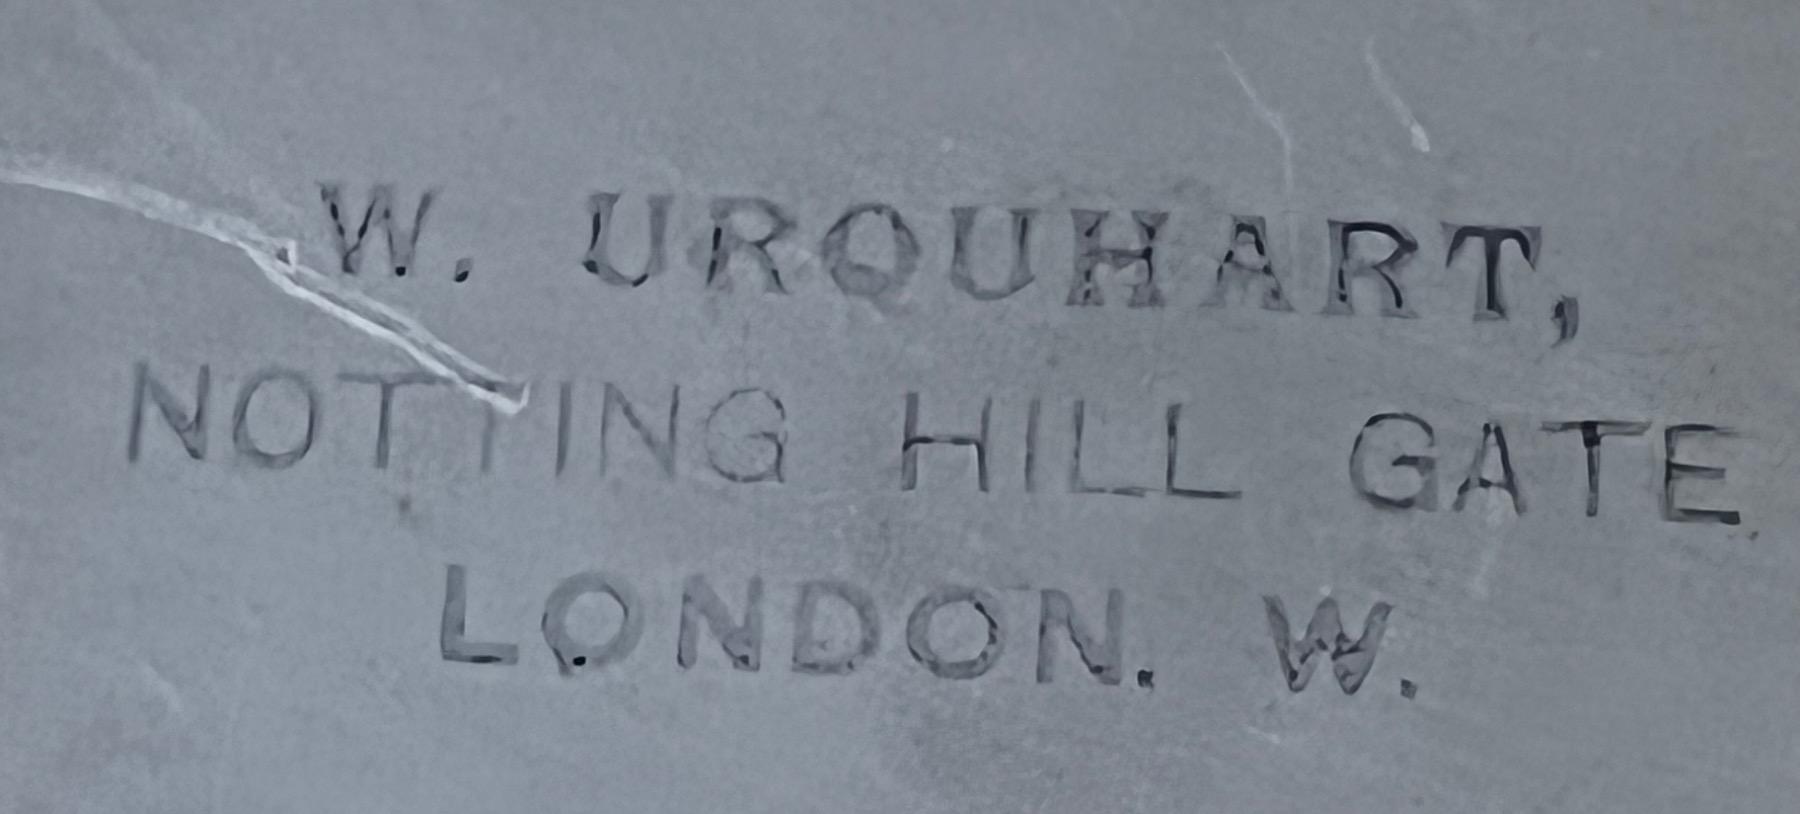 W. URQUHART,
NOTTING HILL GATE.
LONDON. W.